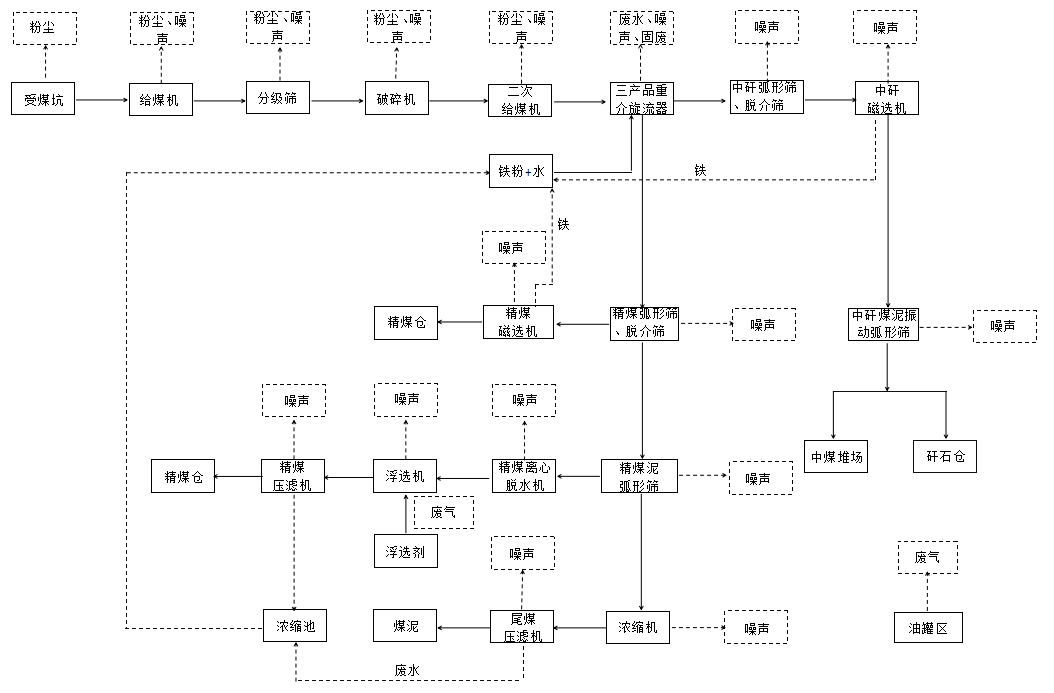 粉尘
粉尘、噪
声
粉尘、噪
声
粉尘、噪
声
粉尘、噪
声
废水、噪
声、固废
噪声
噪声
受煤坑
给煤机
分级筛
破碎机
二次
给煤机
三产品重
介旋流器
中矸弧形筛
、脱介筛
中矸
磁选机
铁粉+水
铁
铁
噪声
精煤仓
精煤
磁选机
精煤弧形筛
、脱介筛
噪声
中矸煤泥振
动弧形筛
噪声
噪声
噪声
噪声
中煤堆场
矸石仓
精煤仓
精煤
压滤机
浮选机
精煤离心
脱水机
精煤泥
弧形筛
噪声
废气
浮选剂
噪声
废气
浓缩池
煤泥
尾煤
压滤机
浓缩机
噪声
油罐区
废水